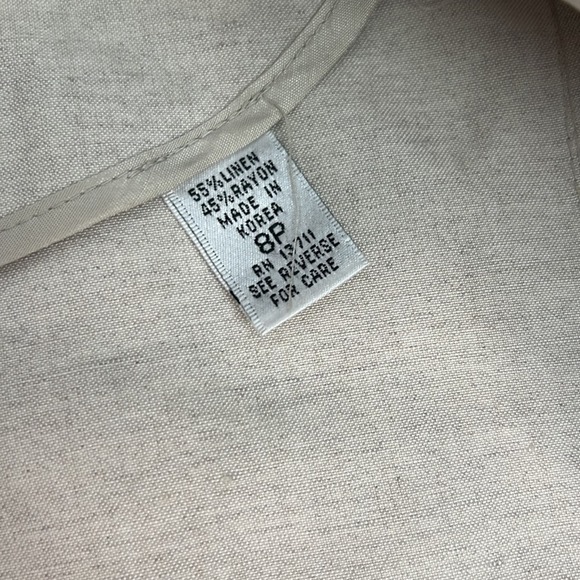 55% LINEN
45% RAYON
MADE IN
KOREA
8P
RN 13711
SEE REVERSE
FOR CARE